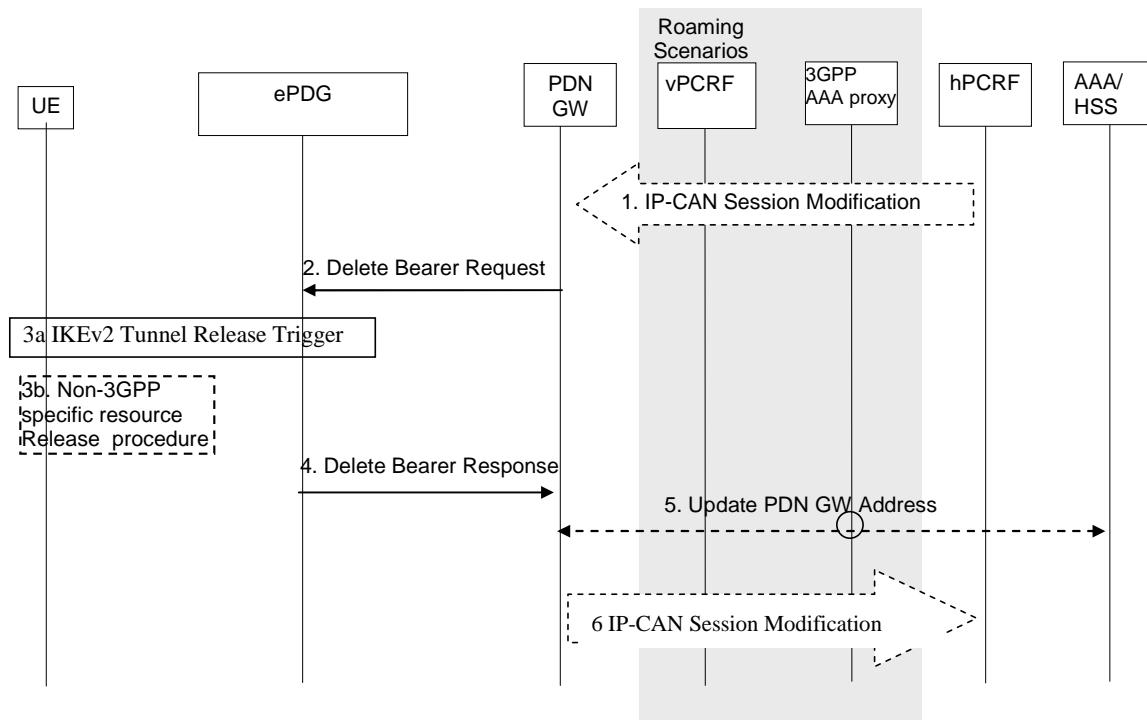 Roaming
Scenarios
UE
ePDG
PDN
GW
vPCRF
3GPP
AAA proxy
hPCRF
AAA/
HSS
1. IP-CAN Session Modification
2. Delete Bearer Request
3a IKEv2 Tunnel Release Trigger
3b. Non-3GPP
specific resource
Release procedure
4. Delete Bearer Response
5. Update PDN GW Address
6 IP-CAN Session Modification